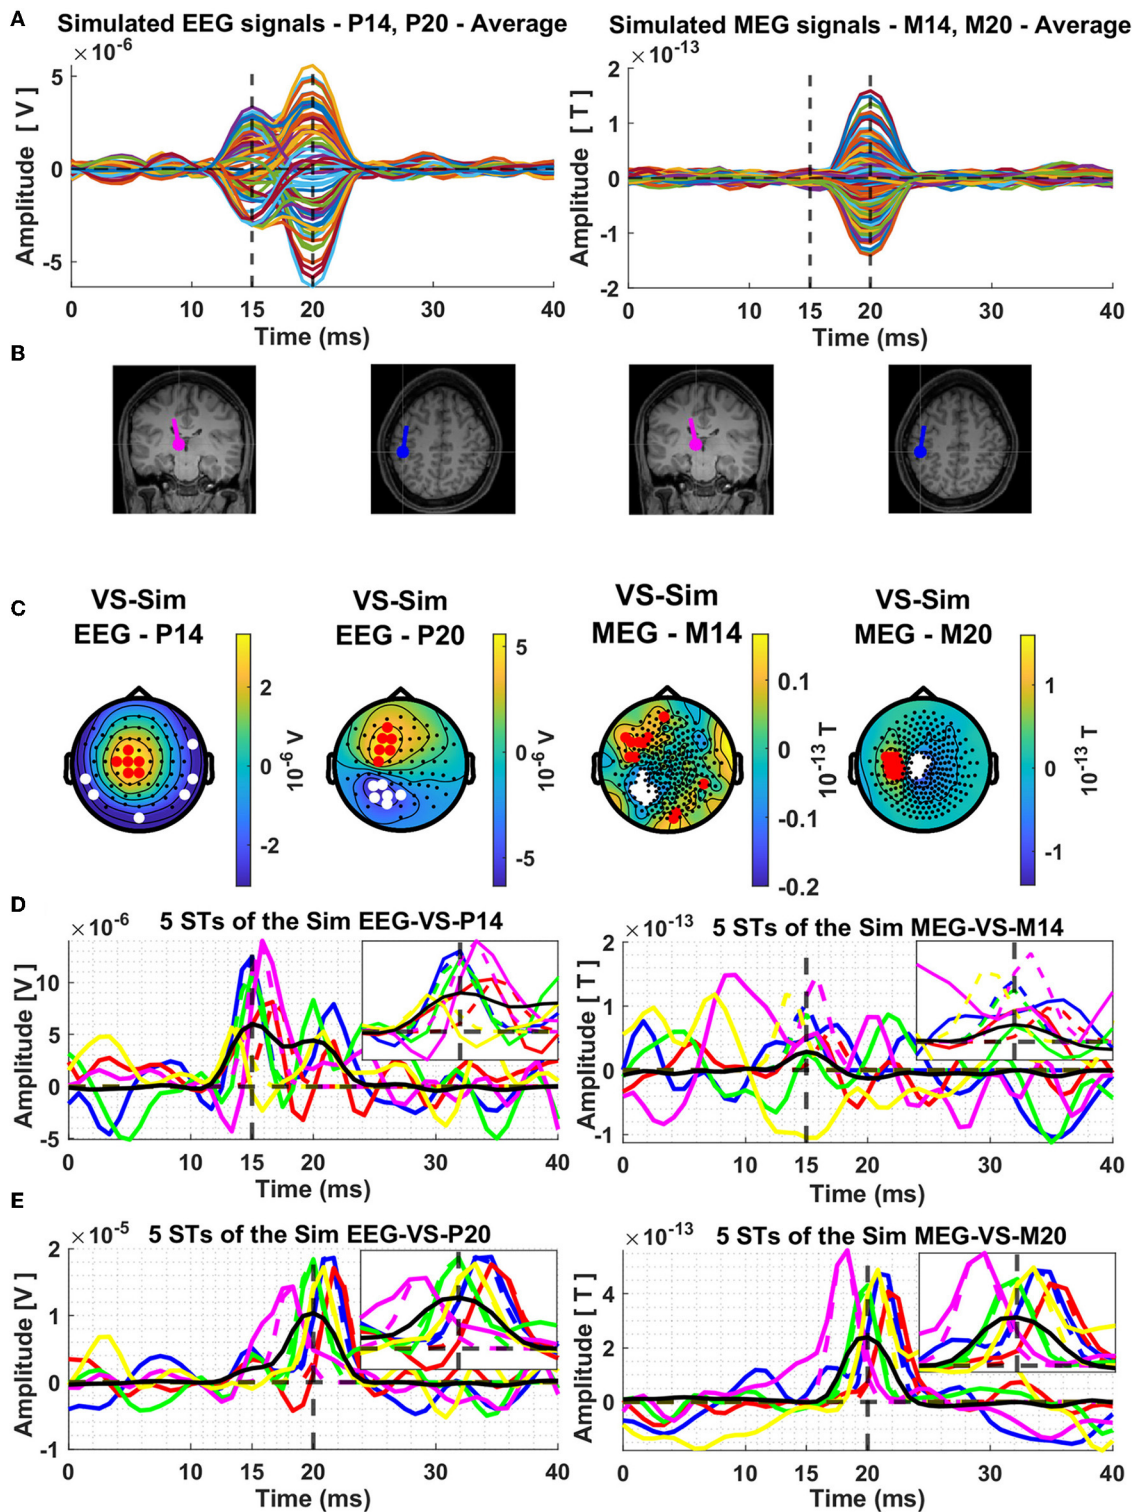 A
Simulated EEG signals - P14, P20 - Average
×10⁻⁶
5
0
-5
Amplitude [ V ]
0 10 15 20 30 40
Time (ms)
Simulated MEG signals - M14, M20 - Average
×10⁻¹³
2
1
0
-1
-2
Amplitude [ T ]
0 10 15 20 30 40
Time (ms)
B
C
VS-Sim
EEG - P14
2
0
-2
10⁻⁶ V
VS-Sim
EEG - P20
5
0
-5
10⁻⁶ V
VS-Sim
MEG - M14
0.1
0
-0.1
-0.2
10⁻¹³ T
VS-Sim
MEG - M20
1
0
-1
10⁻¹³ T
D
5 STs of the Sim EEG-VS-P14
×10⁻⁶
10
5
0
-5
Amplitude [V]
0 10 15 20 30 40
Time (ms)
5 STs of the Sim MEG-VS-M14
×10⁻¹³
2
1
0
-1
Amplitude [ T]
0 10 15 20 30 40
Time (ms)
E
5 STs of the Sim EEG-VS-P20
×10⁻⁵
2
1
0
-1
Amplitude [V]
0 10 15 20 30 40
Time (ms)
5 STs of the Sim MEG-VS-M20
×10⁻¹³
4
2
0
Amplitude [ T]
0 10 15 20 30 40
Time (ms)